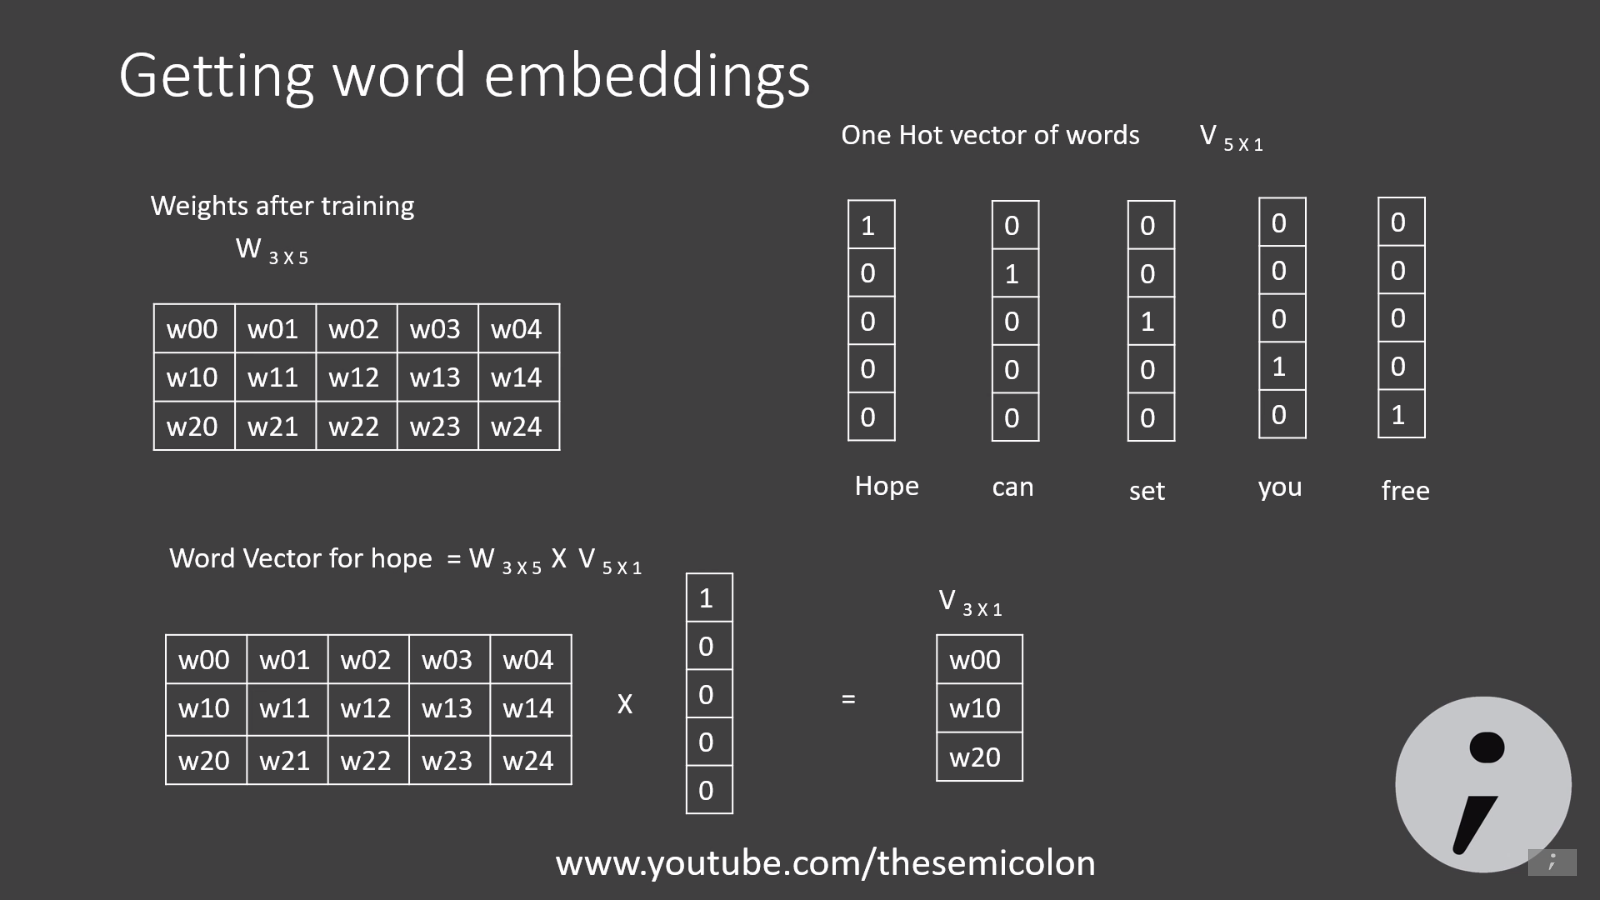 Getting word embeddings
One Hot vector of words V 5 X 1
Weights after training
W 3 X 5
w00 w01 w02 w03 w04
w10 w11 w12 w13 w14
w20 w21 w22 w23 w24
1 0 0 0 0
0 1 0 0 0
0 0 1 0 0
0 0 0 1 0
0 0 0 0 1
Hope can set you free
Word Vector for hope = W 3 X 5 X V 5 X 1
w00 w01 w02 w03 w04
w10 w11 w12 w13 w14
w20 w21 w22 w23 w24
X
1
0
0
0
0
=
V 3 X 1
w00
w10
w20
www.youtube.com/thesemicolon
;
;